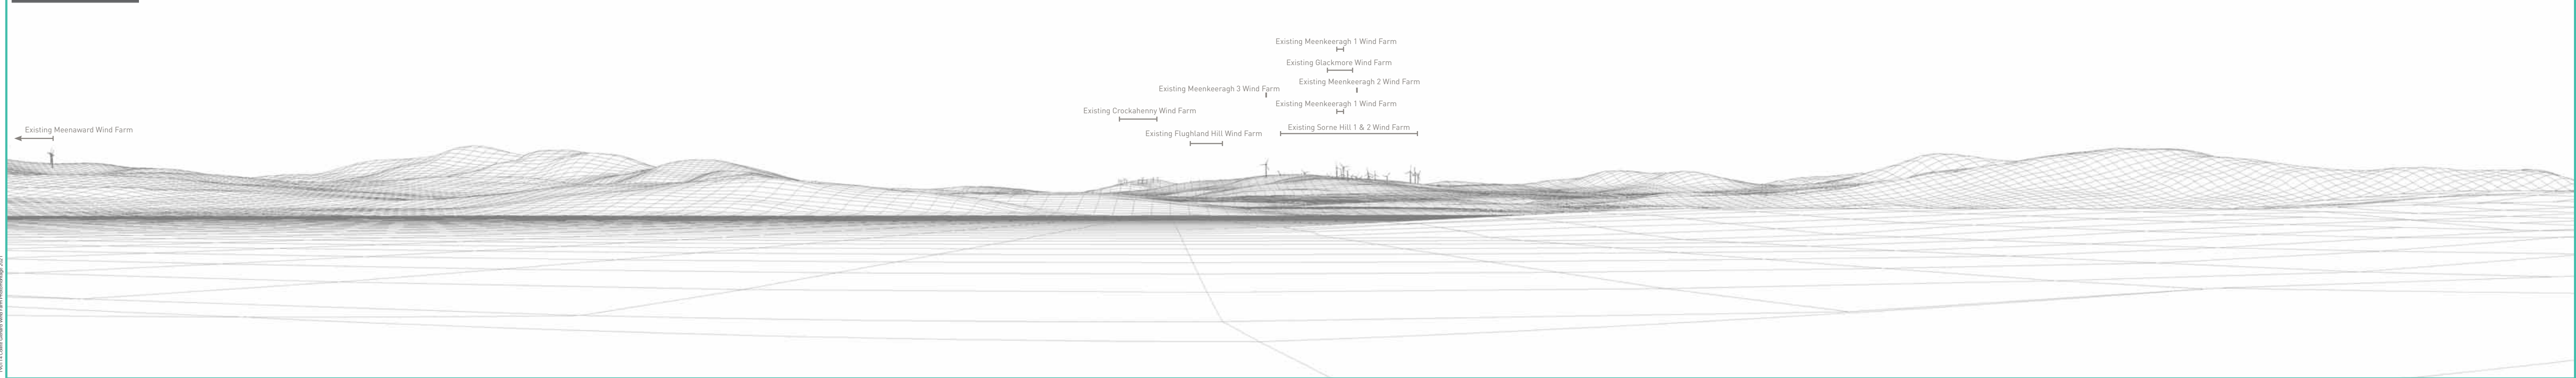 Existing Meenkeeragh 1 Wind Farm
Existing Glackmore Wind Farm
Existing Meenkeeragh 2 Wind Farm
Existing Meenkeeragh 3 Wind Farm
Existing Meenkeeragh 1 Wind Farm
Existing Crockahenny Wind Farm
Existing Sorne Hill 1 & 2 Wind Farm
Existing Meenaward Wind Farm
Existing Flughland Hill Wind Farm